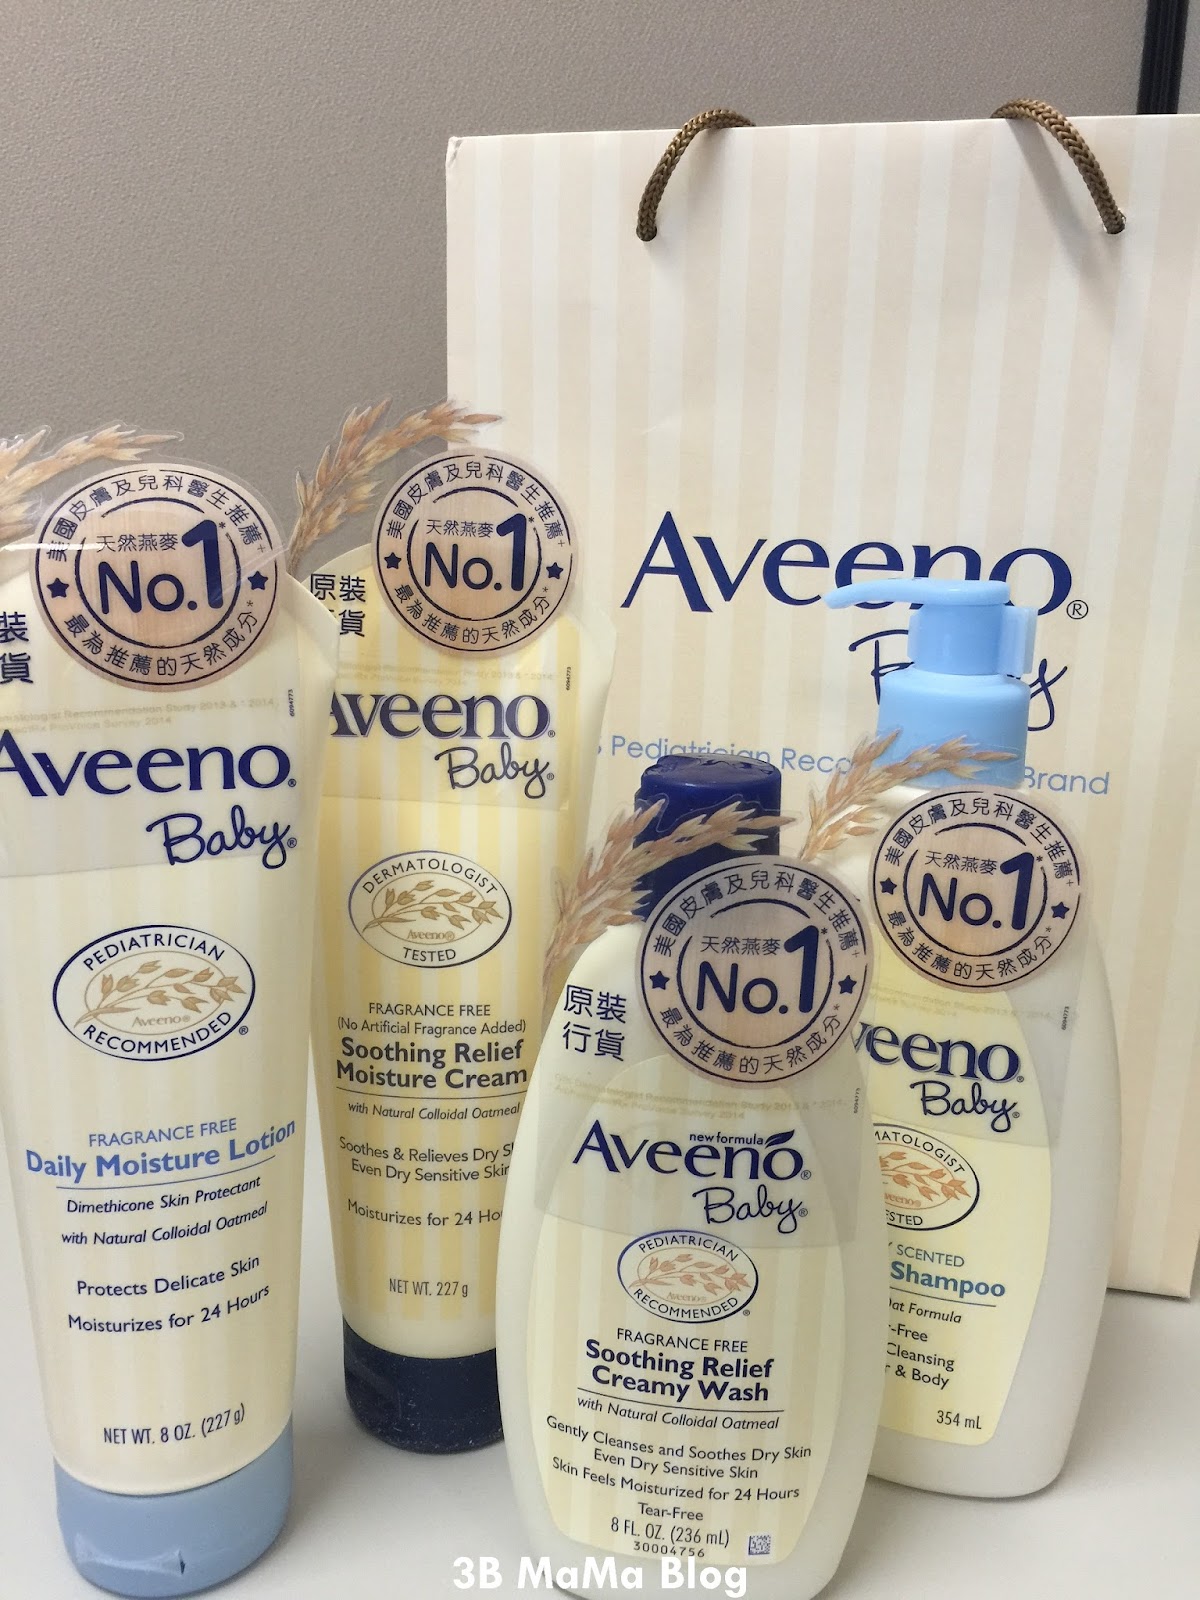 Aveeno®
Baby
Pediatrician
Brand
美國皮膚及兒科醫生推薦+
天然燕麥
No.1*
最為推薦的天然成分*
裝
貨
6094773
Aveeno®
Baby®
PEDIATRICIAN
Aveeno®
RECOMMENDED®
FRAGRANCE FREE
Daily Moisture Lotion
Dimethicone Skin Protectant
with Natural Colloidal Oatmeal
Protects Delicate Skin
Moisturizes for 24 Hours
NET WT. 8 OZ. (227 g)
美國皮膚及兒科醫生推薦+
天然燕麥
No.1*
最為推薦的天然成分*
原裝
貨
6094773
Aveeno®
Baby®
DERMATOLOGIST
Aveeno®
TESTED
FRAGRANCE FREE
(No Artificial Fragrance Added)
Soothing Relief
Moisture Cream
with Natural Colloidal Oatmeal
Soothes & Relieves Dry
Even Dry Sensitive Skin
Moisturizes for 24
NET WT. 227 g
美國皮膚及兒科醫生推薦+
天然燕麥
No.1*
最為推薦的天然成分*
原裝
行貨
new formula
Aveeno®
Baby®
PEDIATRICIAN
Aveeno®
RECOMMENDED®
FRAGRANCE FREE
Soothing Relief
Creamy Wash
with Natural Colloidal Oatmeal
Gently Cleanses and Soothes Dry Skin
Even Dry Sensitive Skin
Skin Feels Moisturized for 24 Hours
Tear-Free
8 FL. OZ. (236 mL)
30004756
美國皮膚及兒科醫生推薦+
天然燕麥
No.1*
最為推薦的天然成分*
veeno®
Baby®
MATOLOGIST
STED
SCENTED
Shampoo
Oat Formula
-Free
Cleansing
& Body
354 mL
3B MaMa Blog